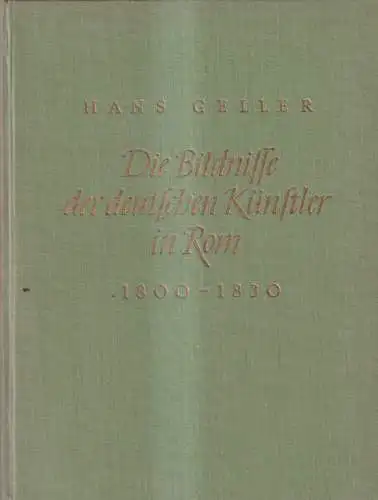 HANS GELLER
Die Bildnisse
der deutschen Künstler
in Rom
.1800-1830